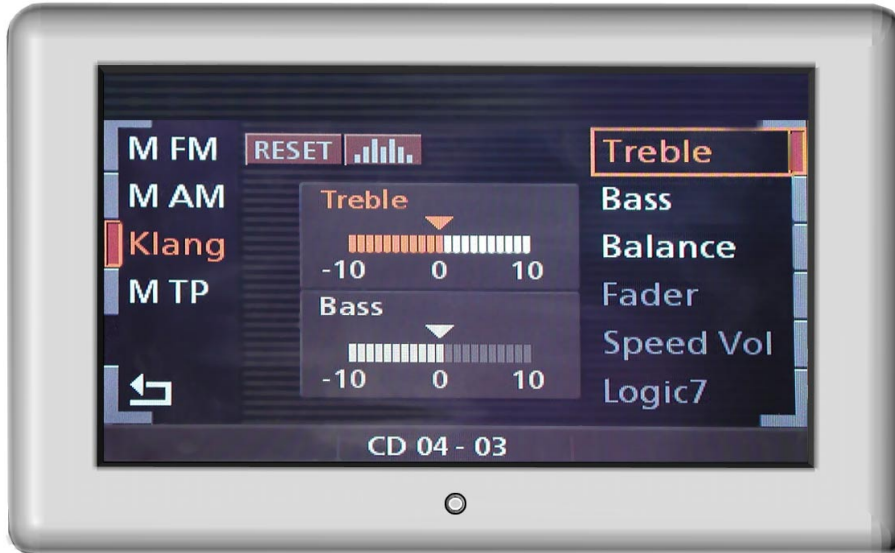 M FM
RESET
M AM
Klang
M TP
Treble
-10 0 10
Bass
-10 0 10
Treble
Bass
Balance
Fader
Speed Vol
Logic7
CD 04 - 03